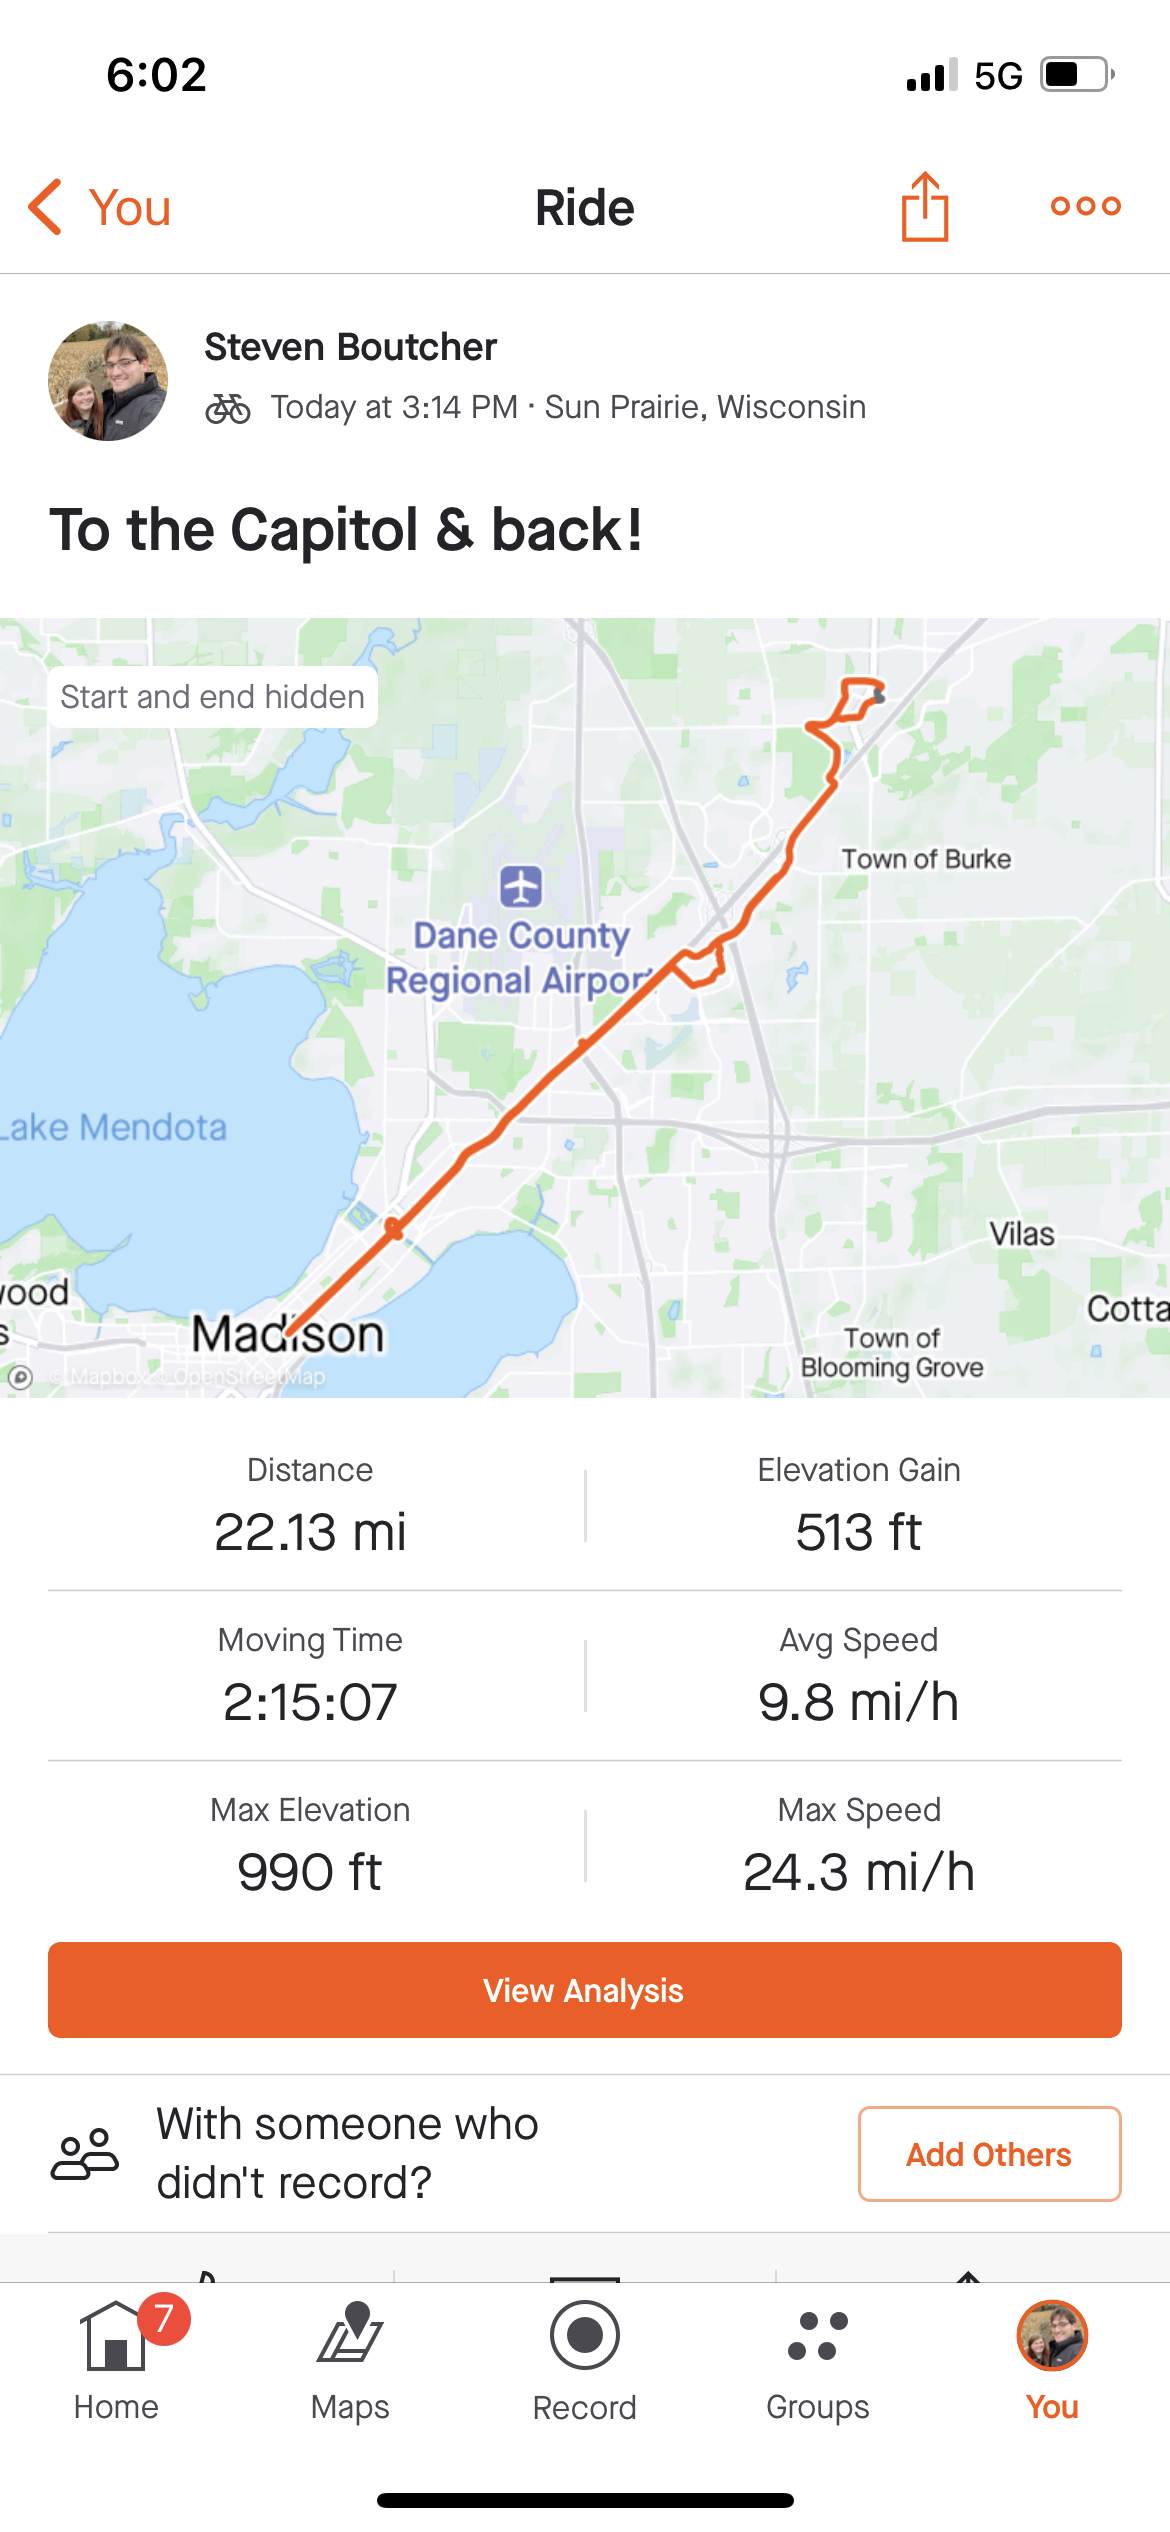 6:02
5G
You
Ride
Steven Boutcher
Today at 3:14 PM · Sun Prairie, Wisconsin
To the Capitol & back!
Start and end hidden
Town of Burke
Dane County
Regional Airport
Lake Mendota
Vilas
Cotta
Madison
Town of
Blooming Grove
© Mapbox © OpenStreetMap
Distance
22.13 mi
Elevation Gain
513 ft
Moving Time
2:15:07
Avg Speed
9.8 mi/h
Max Elevation
990 ft
Max Speed
24.3 mi/h
View Analysis
With someone who
didn't record?
Add Others
7
Home
Maps
Record
Groups
You